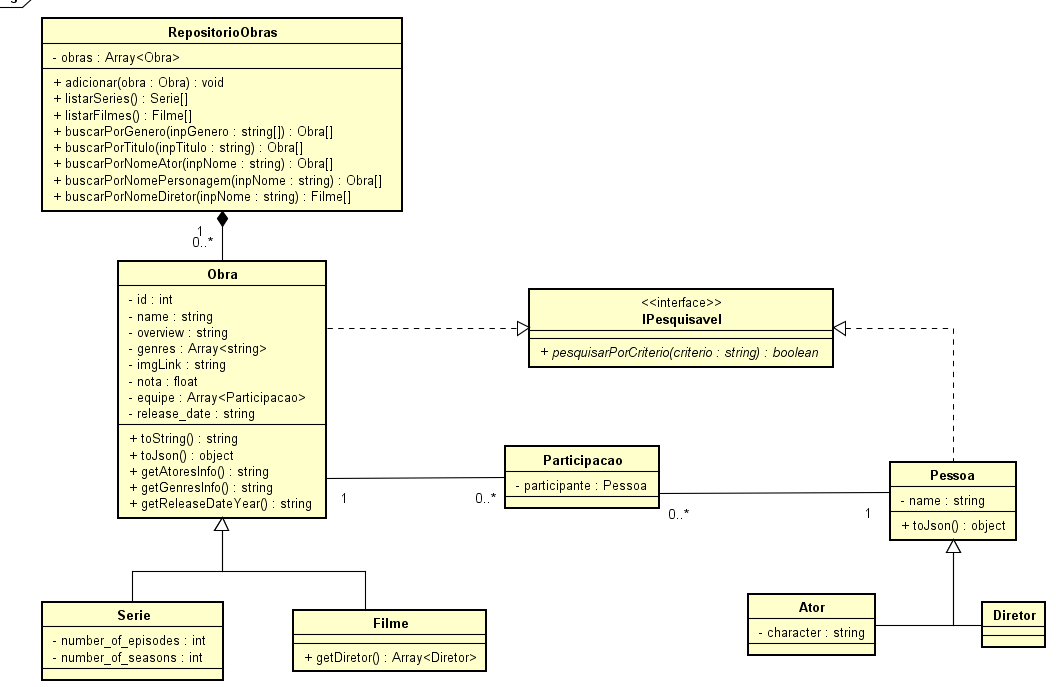 RepositorioObras
- obras : Array<Obra>
+ adicionar(obra : Obra) : void
+ listarSeries() : Serie[]
+ listarFilmes() : Filme[]
+ buscarPorGenero(inpGenero : string[]) : Obra[]
+ buscarPorTitulo(inpTitulo : string) : Obra[]
+ buscarPorNomeAtor(inpNome : string) : Obra[]
+ buscarPorNomePersonagem(inpNome : string) : Obra[]
+ buscarPorNomeDiretor(inpNome : string) : Filme[]
1
0..*
Obra
- id : int
- name : string
- overview : string
- genres : Array<string>
- imgLink : string
- nota : float
- equipe : Array<Participacao>
- release_date : string
+ toString() : string
+ toJson() : object
+ getAtoresInfo() : string
+ getGenresInfo() : string
+ getReleaseDateYear() : string
<<interface>>
IPesquisavel
+ pesquisarPorCriterio(criterio : string) : boolean
1
0..*
Participacao
- participante : Pessoa
0..*
1
Pessoa
- name : string
+ toJson() : object
Serie
- number_of_episodes : int
- number_of_seasons : int
Filme
+ getDiretor() : Array<Diretor>
Ator
- character : string
Diretor